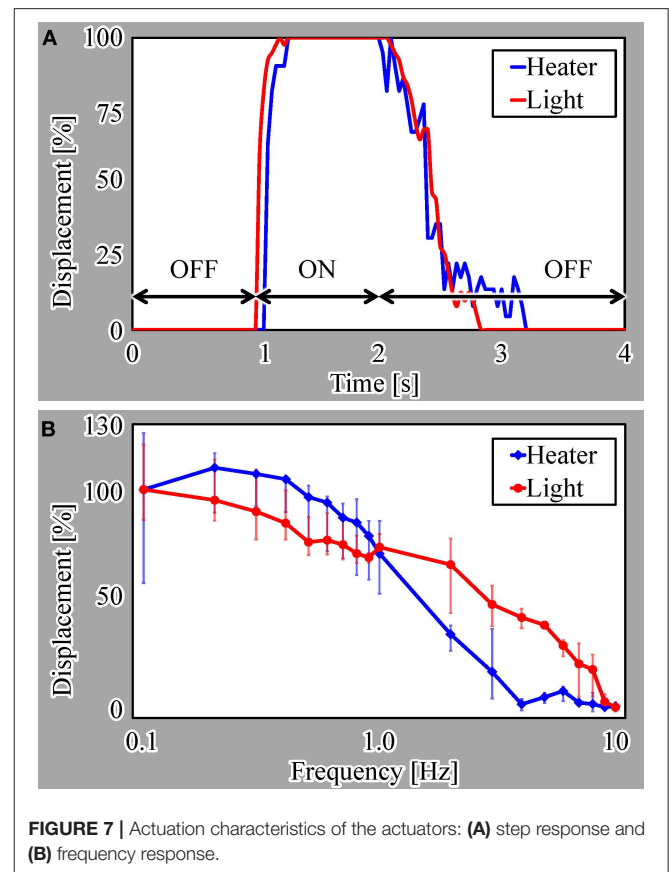 A
Displacement [%]
100
75
50
25
0
Heater
Light
OFF
ON
OFF
0
1
2
3
4
Time [s]
B
Displacement [%]
130
100
50
0
Heater
Light
0.1
1.0
10
Frequency [Hz]
FIGURE 7 | Actuation characteristics of the actuators: (A) step response and
(B) frequency response.